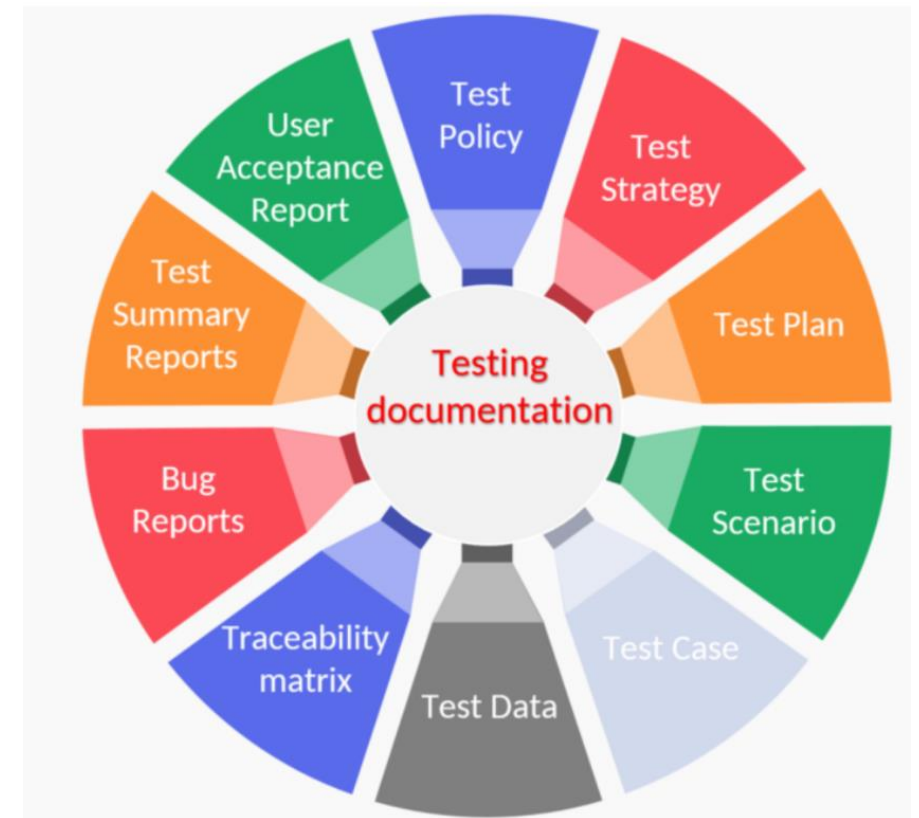 Test
Policy
Test
Strategy
Test Plan
Test
Scenario
Test Case
Test Data
Traceability
matrix
Bug
Reports
Test
Summary
Reports
User
Acceptance
Report
Testing
documentation